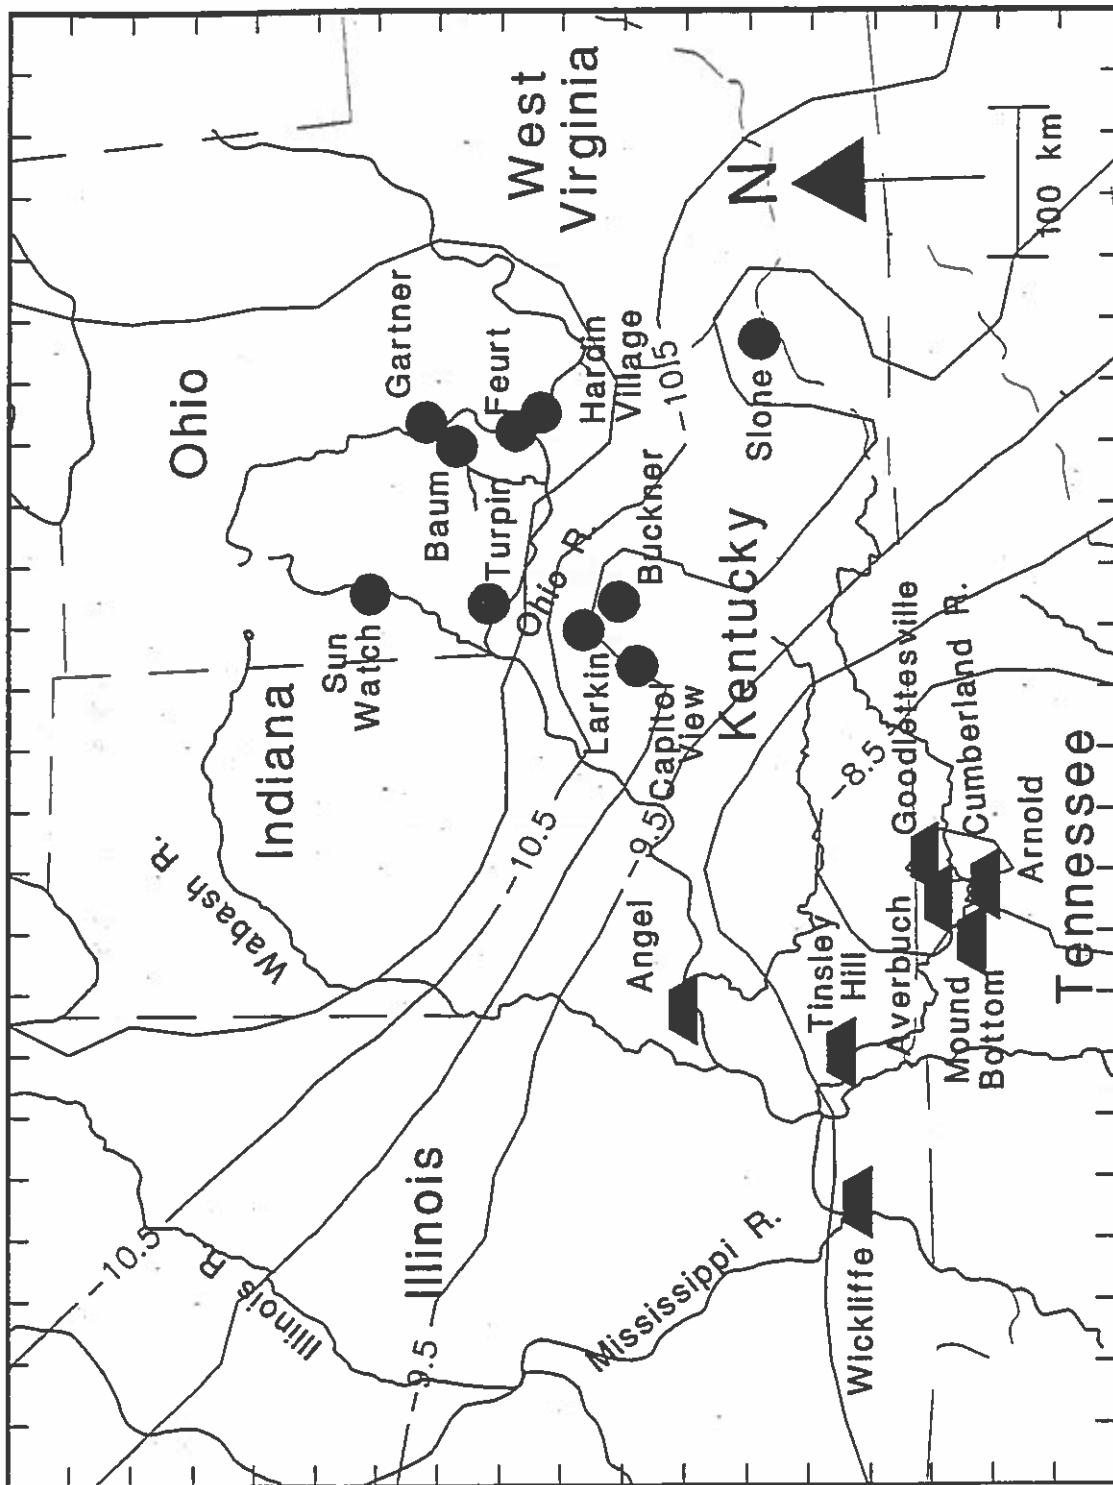 Ohio
West
Virginia
Gartner
Feurt
Hardin
Village
Baum
Turpin
Sun
Watch
Indiana
Wabash R.
Ohio R.
Buckner
Larkin
Capitol
View
Slone
Kentucky
-10.5
-10.5
-10.5
-9.5
-9.5
-8.5
Illinois
Illinois R.
Mississippi R.
Angel
Tinsley
Hill
Wickliffe
Goodlettesville
Cumberland R.
Averbuch
Arnold
Mound
Bottom
Tennessee
N
100 km